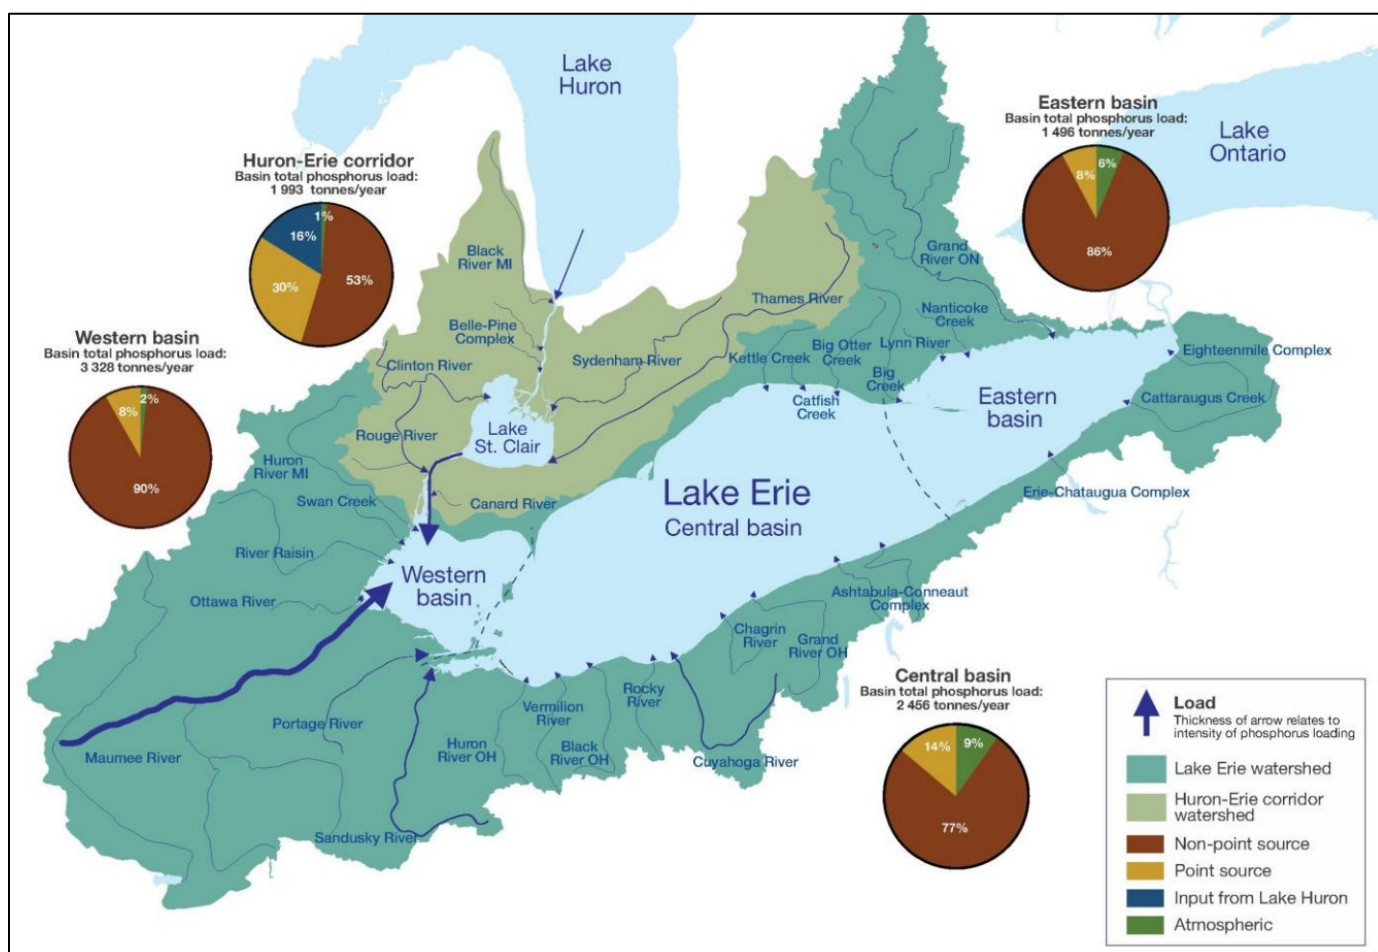 Lake
Huron
Eastern basin
Basin total phosphorus load:
1 496 tonnes/year
6%
8%
86%
Lake
Ontario
Huron-Erie corridor
Basin total phosphorus load:
1 993 tonnes/year
1%
16%
30%
53%
Black
River MI
Grand
River ON
Thames River
Nanticoke
Creek
Belle-Pine
Complex
Western basin
Basin total phosphorus load:
3 328 tonnes/year
2%
8%
90%
Clinton River
Sydenham River
Kettle Creek
Big Otter
Creek
Lynn River
Big
Creek
Catfish
Creek
Eighteenmile Complex
Cattaraugus Creek
Eastern
basin
Lake
St. Clair
Rouge River
Huron
River MI
Swan Creek
Canard River
Lake Erie
Central basin
Erie-Chataugua Complex
River Raisin
Western
basin
Ottawa River
Ashtabula-Conneaut
Complex
Chagrin
River
Grand
River OH
Maumee River
Portage River
Sandusky River
Huron
River OH
Vermilion
River
Black
River OH
Rocky
River
Cuyahoga River
Central basin
Basin total phosphorus load:
2 456 tonnes/year
14%
9%
77%
Load
Thickness of arrow relates to
intensity of phosphorus loading
Lake Erie watershed
Huron-Erie corridor
watershed
Non-point source
Point source
Input from Lake Huron
Atmospheric